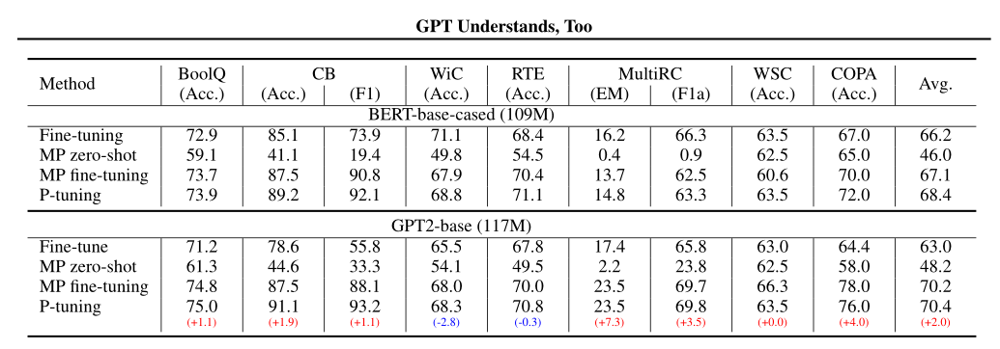 GPT Understands, Too
Method BoolQ CB WiC RTE MultiRC WSC COPA Avg.
(Acc.) (Acc.) (F1) (Acc.) (Acc.) (EM) (F1a) (Acc.) (Acc.)
BERT-base-cased (109M)
Fine-tuning 72.9 85.1 73.9 71.1 68.4 16.2 66.3 63.5 67.0 66.2
MP zero-shot 59.1 41.1 19.4 49.8 54.5 0.4 0.9 62.5 65.0 46.0
MP fine-tuning 73.7 87.5 90.8 67.9 70.4 13.7 62.5 60.6 70.0 67.1
P-tuning 73.9 89.2 92.1 68.8 71.1 14.8 63.3 63.5 72.0 68.4
GPT2-base (117M)
Fine-tune 71.2 78.6 55.8 65.5 67.8 17.4 65.8 63.0 64.4 63.0
MP zero-shot 61.3 44.6 33.3 54.1 49.5 2.2 23.8 62.5 58.0 48.2
MP fine-tuning 74.8 87.5 88.1 68.0 70.0 23.5 69.7 66.3 78.0 70.2
P-tuning 75.0 91.1 93.2 68.3 70.8 23.5 69.8 63.5 76.0 70.4
(+1.1) (+1.9) (+1.1) (-2.8) (-0.3) (+7.3) (+3.5) (+0.0) (+4.0) (+2.0)